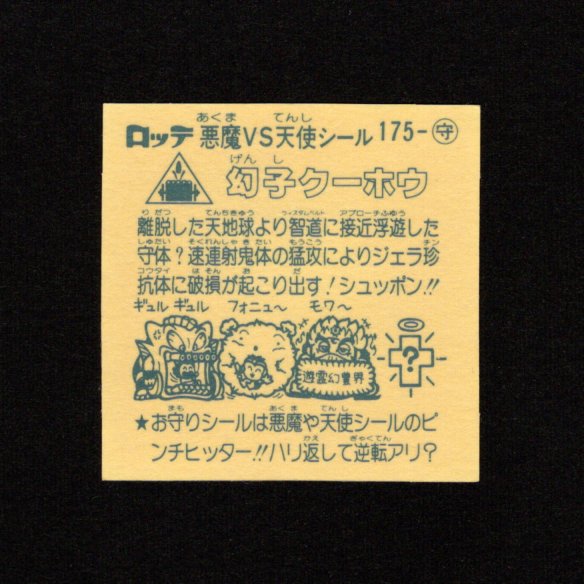 あくま てんし
ロッテ 悪魔VS天使シール 175-守
げんし
幻子クーホウ
りだつ てんちきゅう ウィズダムベルト アプローチふゆう
離脱した天地球より智道に接近浮遊した
しゅたい そくれんしゃきたい もうこう チン
守体?速連射鬼体の猛攻によりジェラ珍
コウタイ はそん お だ
抗体に破損が起こり出す!シュッポン!!
ギュルギュル フォニュ〜 モワ〜
?
遊霊幻豊界
まも あくま てんし
★お守りシールは悪魔や天使シールのピ
かえ ぎゃくてん
ンチヒッター!!ハリ返して逆転アリ?